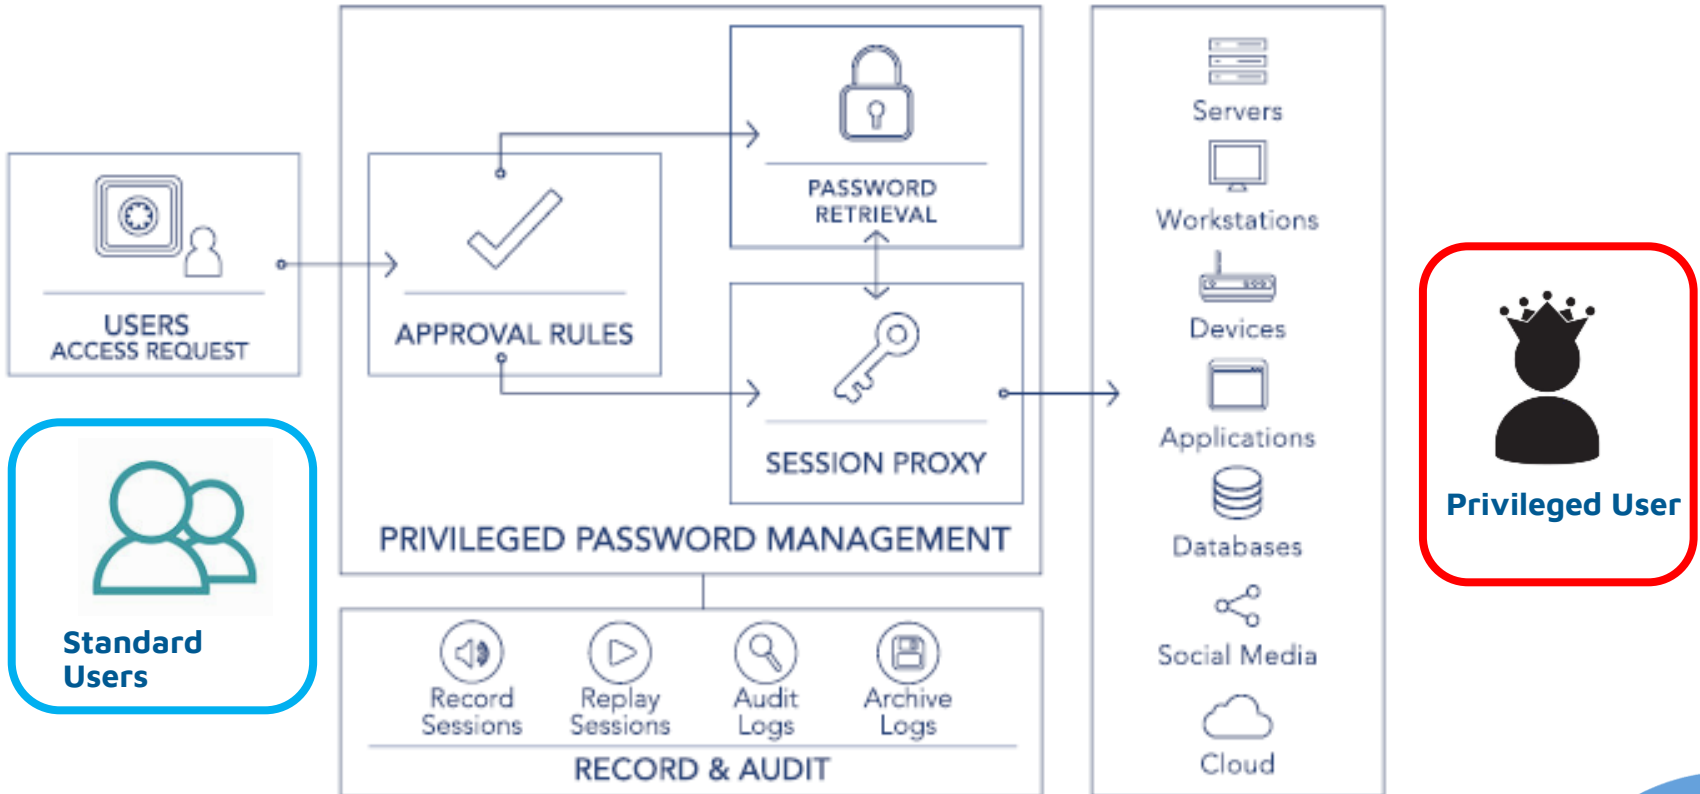 USERS
ACCESS REQUEST
Standard
Users
APPROVAL RULES
PASSWORD
RETRIEVAL
SESSION PROXY
PRIVILEGED PASSWORD MANAGEMENT
Record
Sessions
Replay
Sessions
Audit
Logs
Archive
Logs
RECORD & AUDIT
Servers
Workstations
Devices
Applications
Databases
Social Media
Cloud
Privileged User